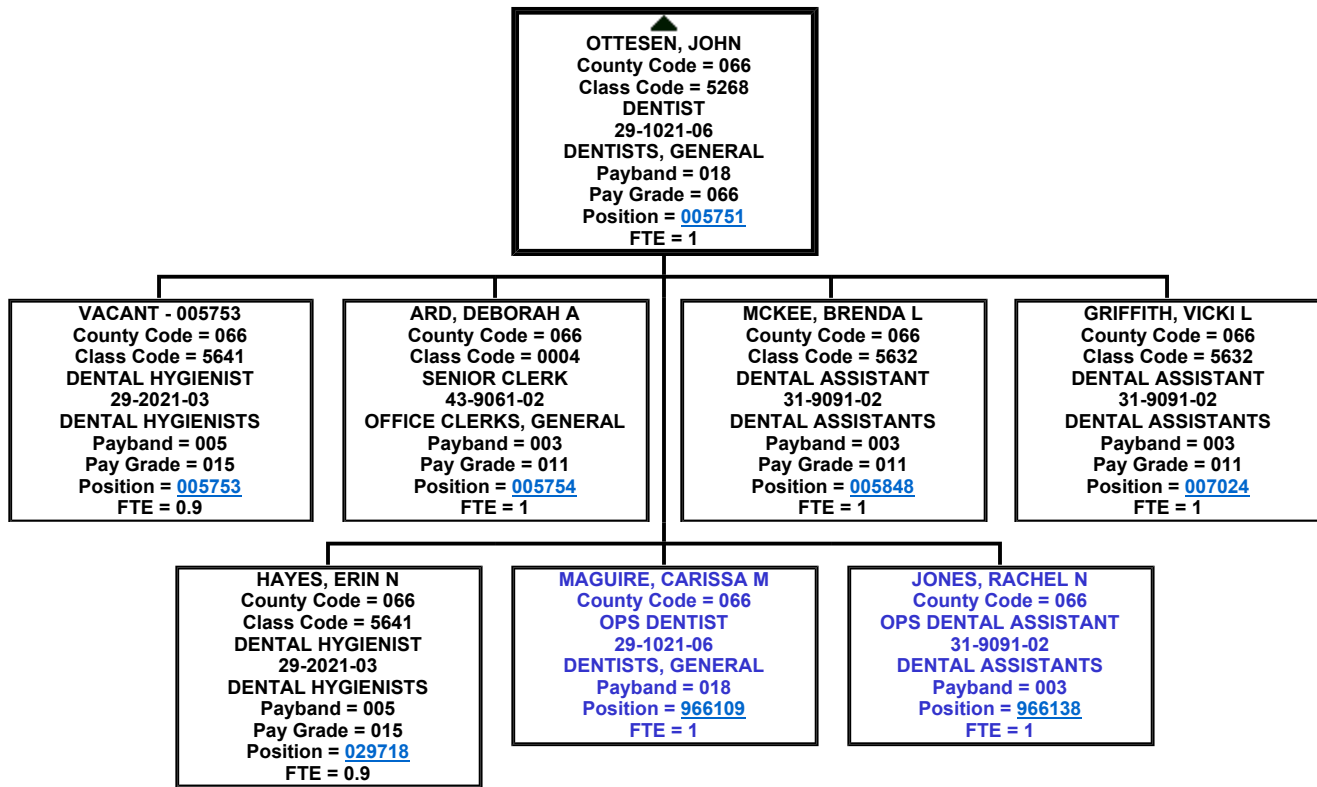 OTTESEN, JOHN
County Code = 066
Class Code = 5268
DENTIST
29-1021-06
DENTISTS, GENERAL
Payband = 018
Pay Grade = 066
Position = 005751
FTE = 1
VACANT - 005753
County Code = 066
Class Code = 5641
DENTAL HYGIENIST
29-2021-03
DENTAL HYGIENISTS
Payband = 005
Pay Grade = 015
Position = 005753
FTE = 0.9
ARD, DEBORAH A
County Code = 066
Class Code = 0004
SENIOR CLERK
43-9061-02
OFFICE CLERKS, GENERAL
Payband = 003
Pay Grade = 011
Position = 005754
FTE = 1
MCKEE, BRENDA L
County Code = 066
Class Code = 5632
DENTAL ASSISTANT
31-9091-02
DENTAL ASSISTANTS
Payband = 003
Pay Grade = 011
Position = 005848
FTE = 1
GRIFFITH, VICKI L
County Code = 066
Class Code = 5632
DENTAL ASSISTANT
31-9091-02
DENTAL ASSISTANTS
Payband = 003
Pay Grade = 011
Position = 007024
FTE = 1
HAYES, ERIN N
County Code = 066
Class Code = 5641
DENTAL HYGIENIST
29-2021-03
DENTAL HYGIENISTS
Payband = 005
Pay Grade = 015
Position = 029718
FTE = 0.9
MAGUIRE, CARISSA M
County Code = 066
OPS DENTIST
29-1021-06
DENTISTS, GENERAL
Payband = 018
Position = 966109
FTE = 1
JONES, RACHEL N
County Code = 066
OPS DENTAL ASSISTANT
31-9091-02
DENTAL ASSISTANTS
Payband = 003
Position = 966138
FTE = 1